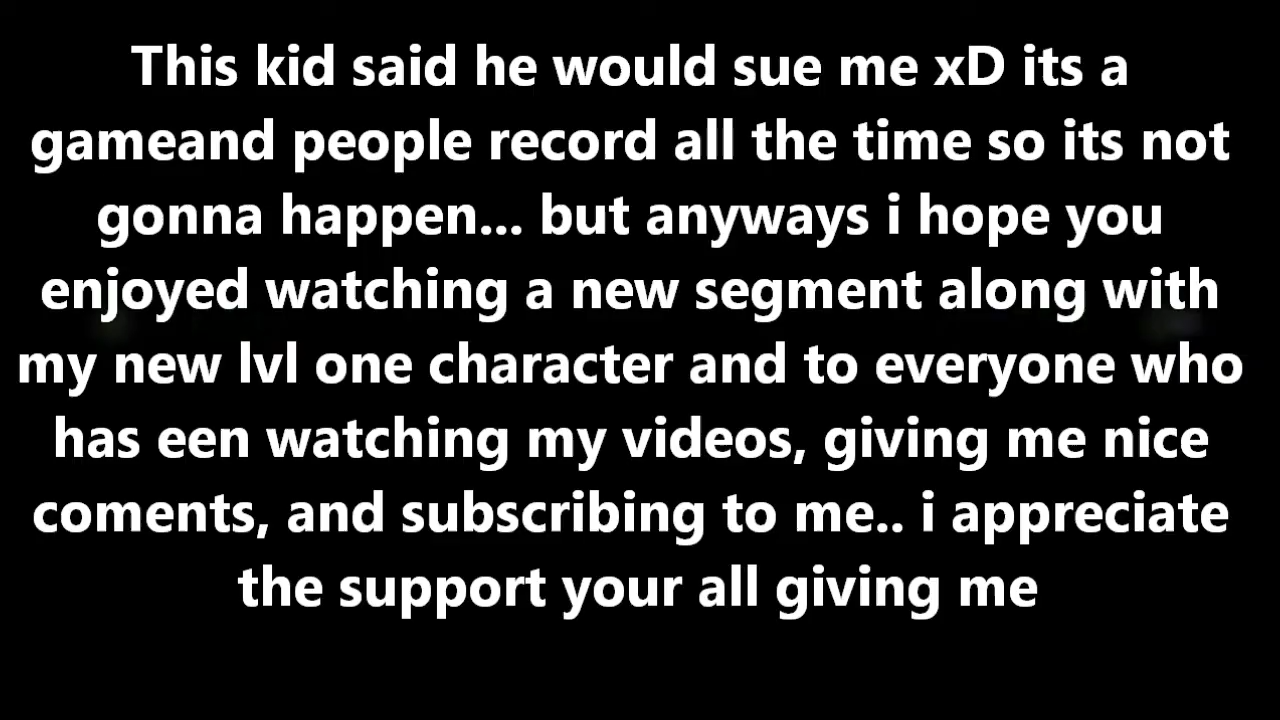 This kid said he would sue me xD its a
gameand people record all the time so its not
gonna happen... but anyways i hope you
enjoyed watching a new segment along with
my new lvl one character and to everyone who
has een watching my videos, giving me nice
coments, and subscribing to me.. i appreciate
the support your all giving me